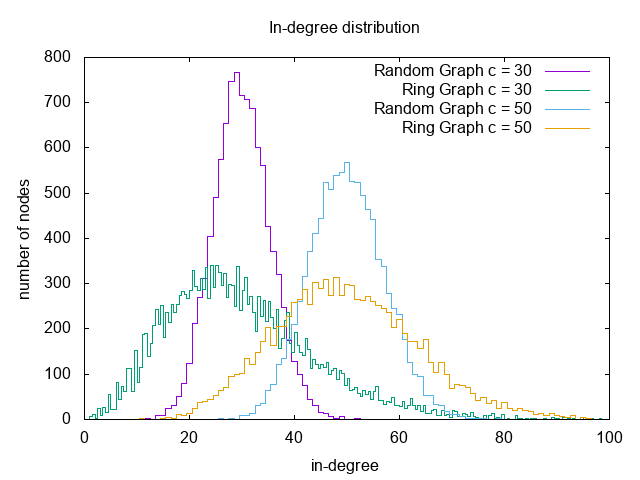 In-degree distribution
Random Graph c = 30
Ring Graph c = 30
Random Graph c = 50
Ring Graph c = 50
800
700
600
500
400
300
200
100
0
number of nodes
0 20 40 60 80 100
in-degree